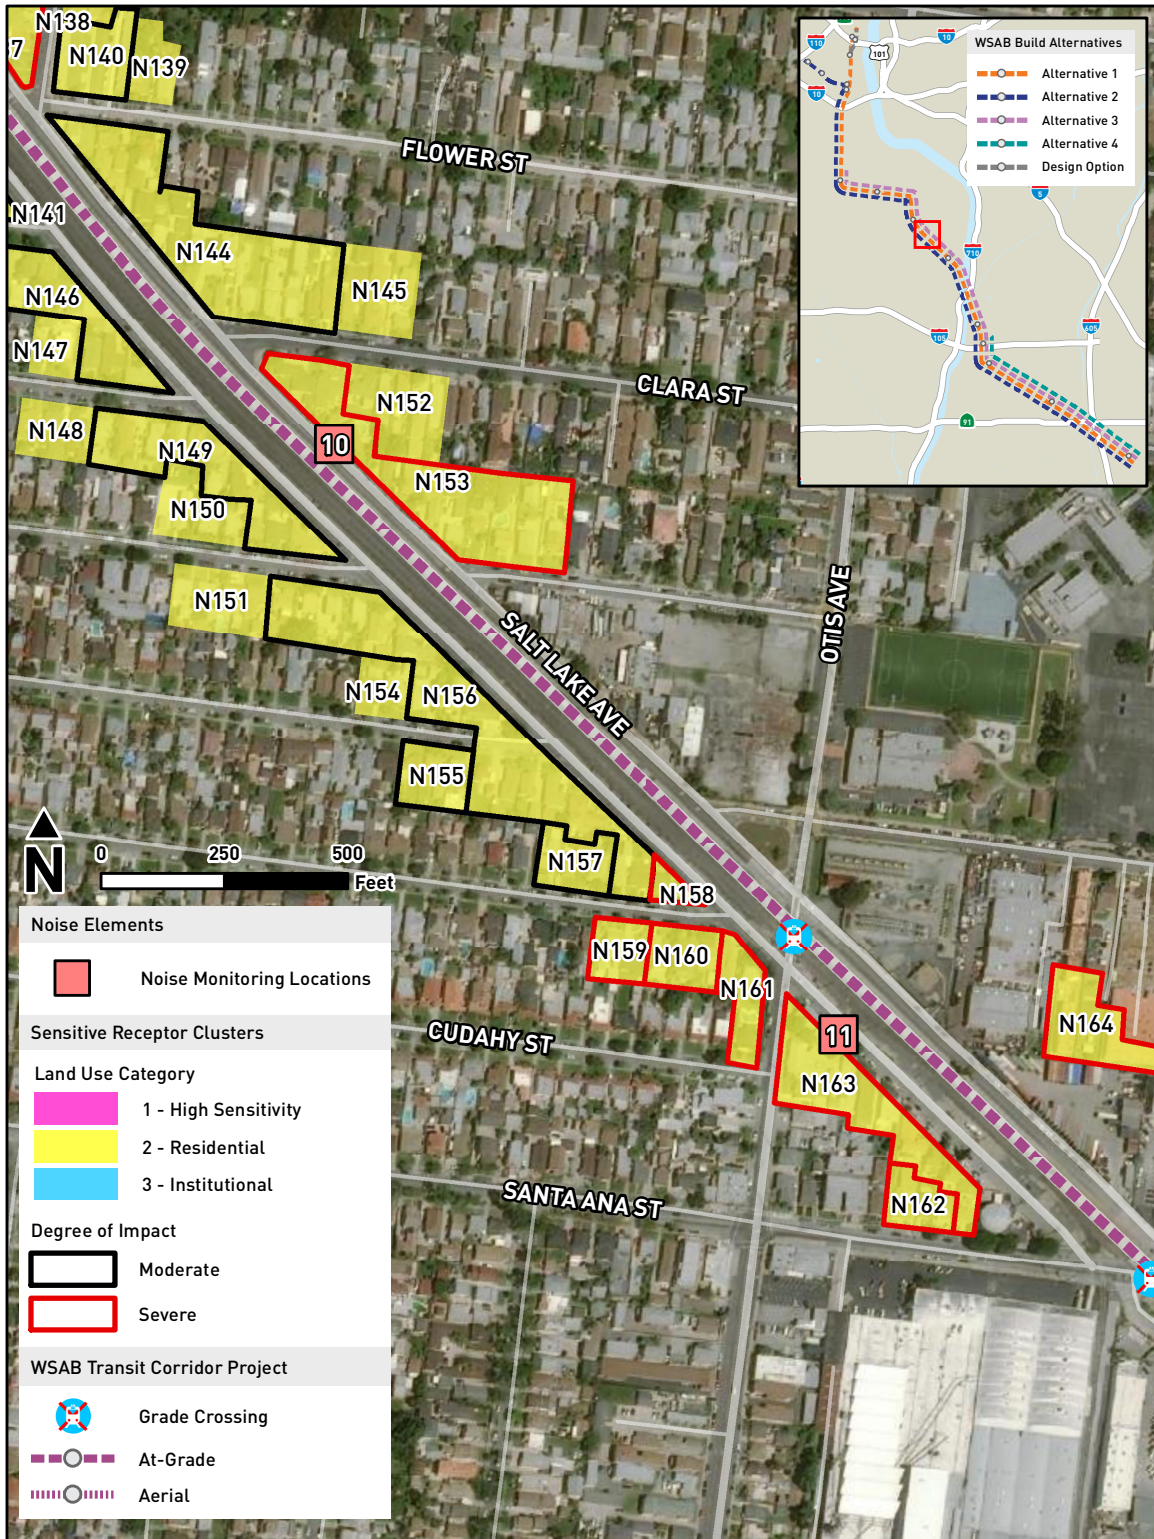 N138
N140
N139
37
FLOWER ST
N141
N144
N145
N146
N147
CLARA ST
N152
N148
N149
10
N153
N150
N151
OTIS AVE
SALT LAKE AVE
N154
N156
N155
N157
N158
N159
N160
N161
CUDAHY ST
11
N163
N164
N162
SANTA ANA ST
N
0 250 500
Feet
WSAB Build Alternatives
Alternative 1
Alternative 2
Alternative 3
Alternative 4
Design Option
110
10
101
10
5
710
105
605
91
Noise Elements
Noise Monitoring Locations
Sensitive Receptor Clusters
Land Use Category
1 - High Sensitivity
2 - Residential
3 - Institutional
Degree of Impact
Moderate
Severe
WSAB Transit Corridor Project
Grade Crossing
At-Grade
Aerial